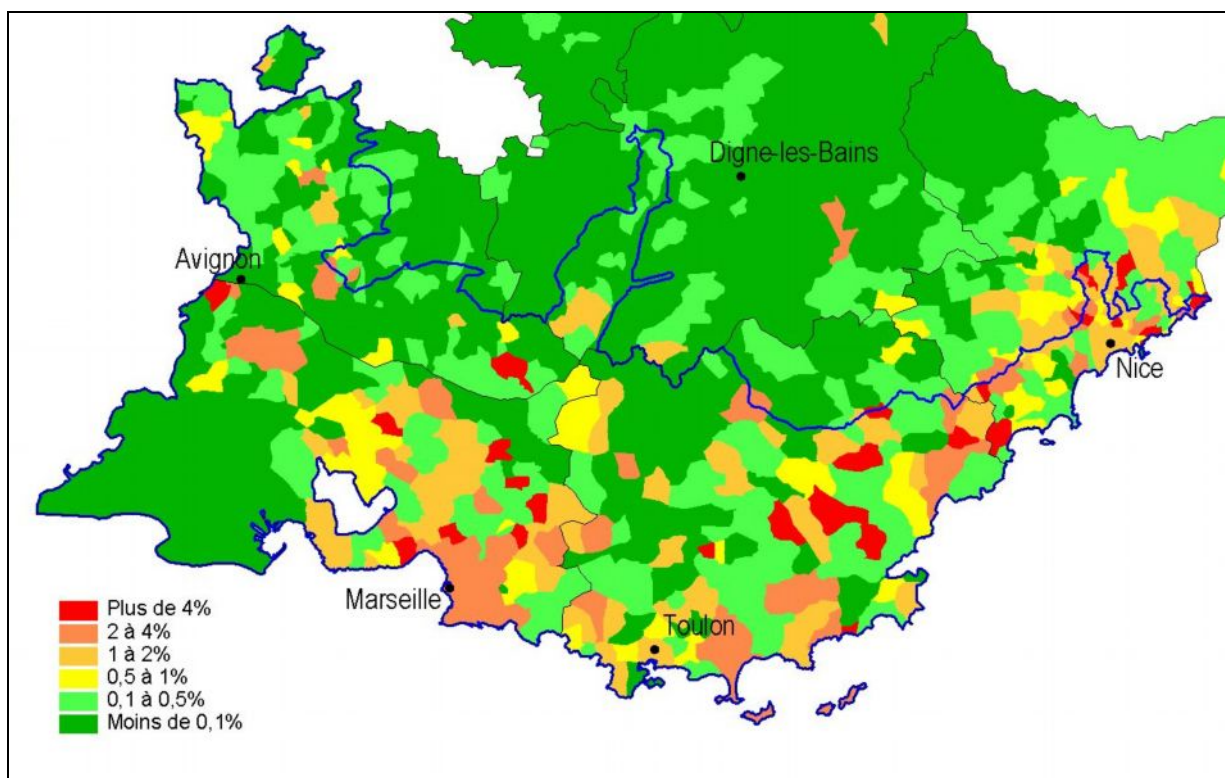 Digne-les-Bains
Avignon
Nice
Marseille
Toulon
Plus de 4%
2 à 4%
1 à 2%
0,5 à 1%
0,1 à 0,5%
Moins de 0,1%